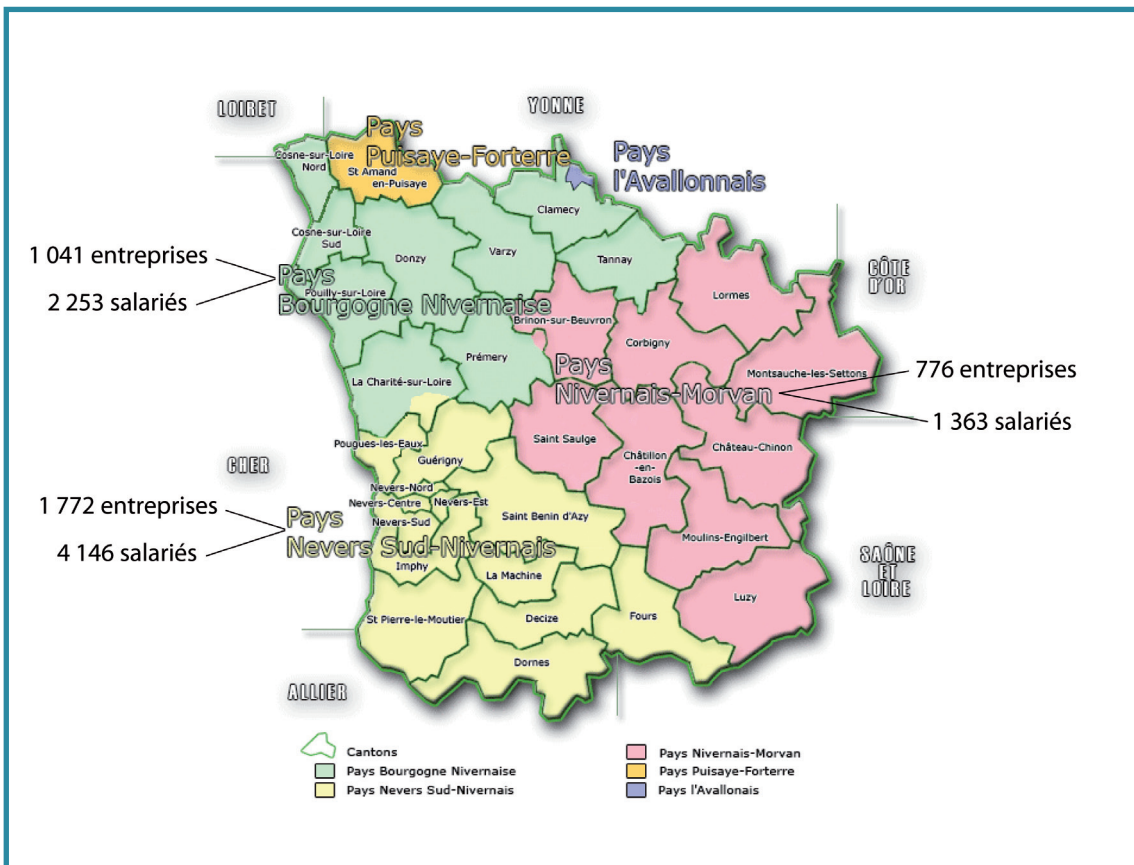 LOIRET
YONNE
Pays
Puisaye-Forterre
Pays
l'Avallonnais
Cosne-sur-Loire
Nord
St Amand
en-Puisaye
Clamecy
Cosne-sur-Loire
Sud
Donzy
Varzy
Tannay
1 041 entreprises
2 253 salariés
Pays
Bourgogne Nivernaise
Pouilly-sur-Loire
CÔTE
D'OR
Lormes
Brinon-sur-Beuvron
Corbigny
Prémery
La Charité-sur-Loire
Montsauche-les-Settons
Pays
Nivernais-Morvan
776 entreprises
1 363 salariés
Pougues-les-Eaux
Guérigny
Saint Saulge
Châtillon
-en-
Bazois
Château-Chinon
CHER
Nevers-Nord
Nevers-Centre
Nevers-Est
Nevers-Sud
Saint Benin d'Azy
1 772 entreprises
4 146 salariés
Pays
Nevers Sud-Nivernais
Moulins-Engilbert
Imphy
La Machine
SAÔNE
ET
LOIRE
Luzy
St Pierre-le-Moutier
Decize
Fours
Dornes
ALLIER
Cantons
Pays Bourgogne Nivernaise
Pays Nevers Sud-Nivernais
Pays Nivernais-Morvan
Pays Puisaye-Forterre
Pays l'Avallonais